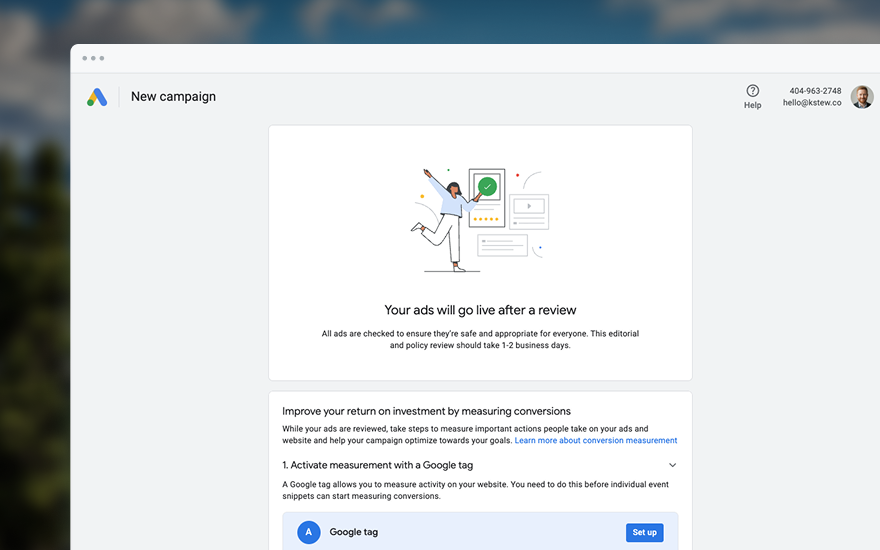 New campaign
Help
404-963-2748
hello@kstew.co
Your ads will go live after a review
All ads are checked to ensure they're safe and appropriate for everyone. This editorial
and policy review should take 1-2 business days.
Improve your return on investment by measuring conversions
While your ads are reviewed, take steps to measure important actions people take on your ads and
website and help your campaign optimize towards your goals. Learn more about conversion measurement
1. Activate measurement with a Google tag
A Google tag allows you to measure activity on your website. You need to do this before individual event
snippets can start measuring conversions.
A Google tag Set up